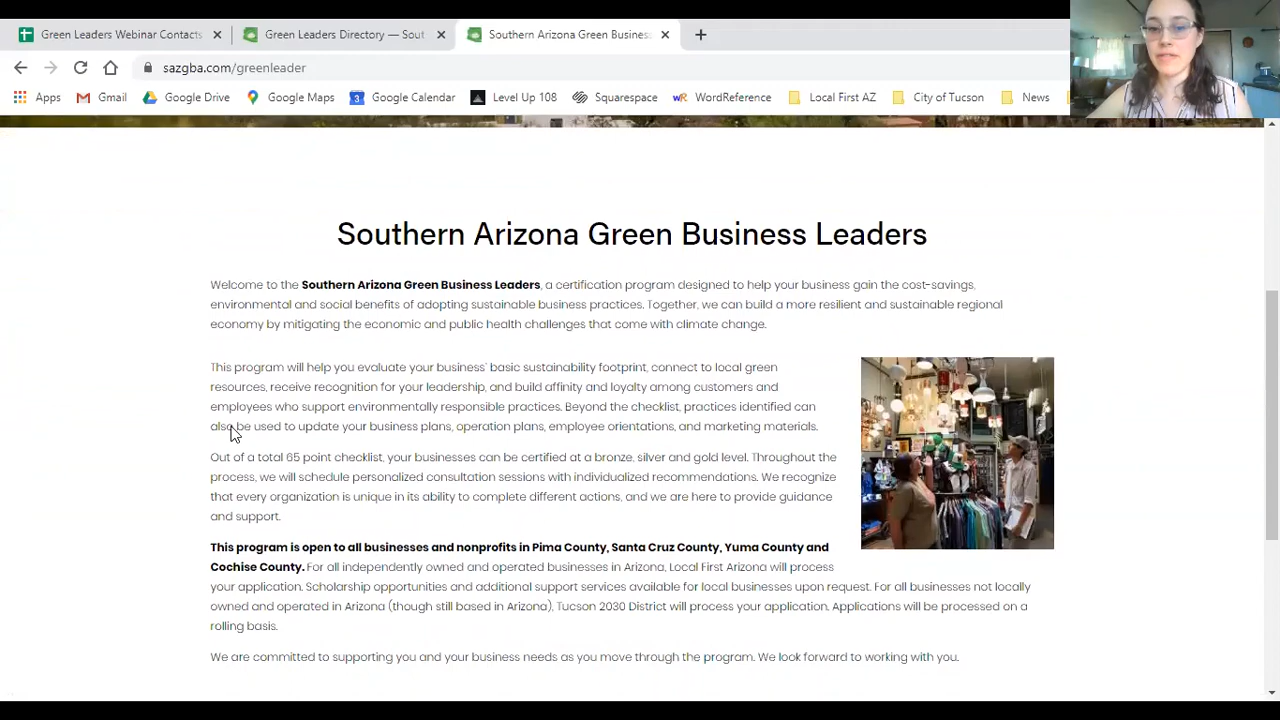 Green Leaders Webinar Contacts
Green Leaders Directory — Sout
Southern Arizona Green Busines
sazgba.com/greenleader
Apps Gmail Google Drive Google Maps Google Calendar Level Up 108 Squarespace WordReference Local First AZ City of Tucson News
Southern Arizona Green Business Leaders
Welcome to the Southern Arizona Green Business Leaders, a certification program designed to help your business gain the cost-savings,
environmental and social benefits of adopting sustainable business practices. Together, we can build a more resilient and sustainable regional
economy by mitigating the economic and public health challenges that come with climate change.
This program will help you evaluate your business' basic sustainability footprint, connect to local green
resources, receive recognition for your leadership, and build affinity and loyalty among customers and
employees who support environmentally responsible practices. Beyond the checklist, practices identified can
also be used to update your business plans, operation plans, employee orientations, and marketing materials.
Out of a total 65 point checklist, your businesses can be certified at a bronze, silver and gold level. Throughout the
process, we will schedule personalized consultation sessions with individualized recommendations. We recognize
that every organization is unique in its ability to complete different actions, and we are here to provide guidance
and support.
This program is open to all businesses and nonprofits in Pima County, Santa Cruz County, Yuma County and
Cochise County. For all independently owned and operated businesses in Arizona, Local First Arizona will process
your application. Scholarship opportunities and additional support services available for local businesses upon request. For all businesses not locally
owned and operated in Arizona (though still based in Arizona), Tucson 2030 District will process your application. Applications will be processed on a
rolling basis.
We are committed to supporting you and your business needs as you move through the program. We look forward to working with you.